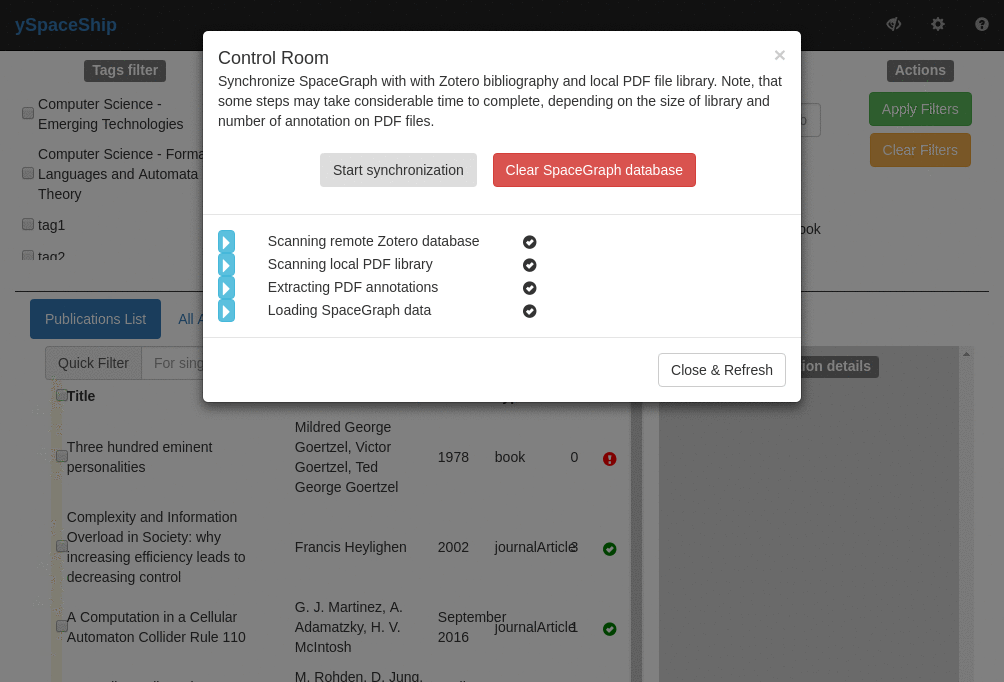 ySpaceShip
Control Room
×
Synchronize SpaceGraph with with Zotero bibliography and local PDF file library. Note, that
some steps may take considerable time to complete, depending on the size of library and
number of annotation on PDF files.
Start synchronization
Clear SpaceGraph database
Scanning remote Zotero database
Scanning local PDF library
Extracting PDF annotations
Loading SpaceGraph data
Close & Refresh
Tags filter
Computer Science -
Emerging Technologies
Computer Science - Forma
Languages and Automata
Theory
tag1
tag2
Actions
Apply Filters
Clear Filters
ook
Publications List
All A
Quick Filter
For sing
ion details
Title
Three hundred eminent
personalities
Mildred George
Goertzel, Victor
Goertzel, Ted
George Goertzel
1978
book
0
Complexity and Information
Overload in Society: why
increasing efficiency leads to
decreasing control
Francis Heylighen
2002
journalArticle
3
A Computation in a Cellular
Automaton Collider Rule 110
G. J. Martinez, A.
Adamatzky, H. V.
McIntosh
September
2016
journalArticle
1
M. Rohden, D. Jung,